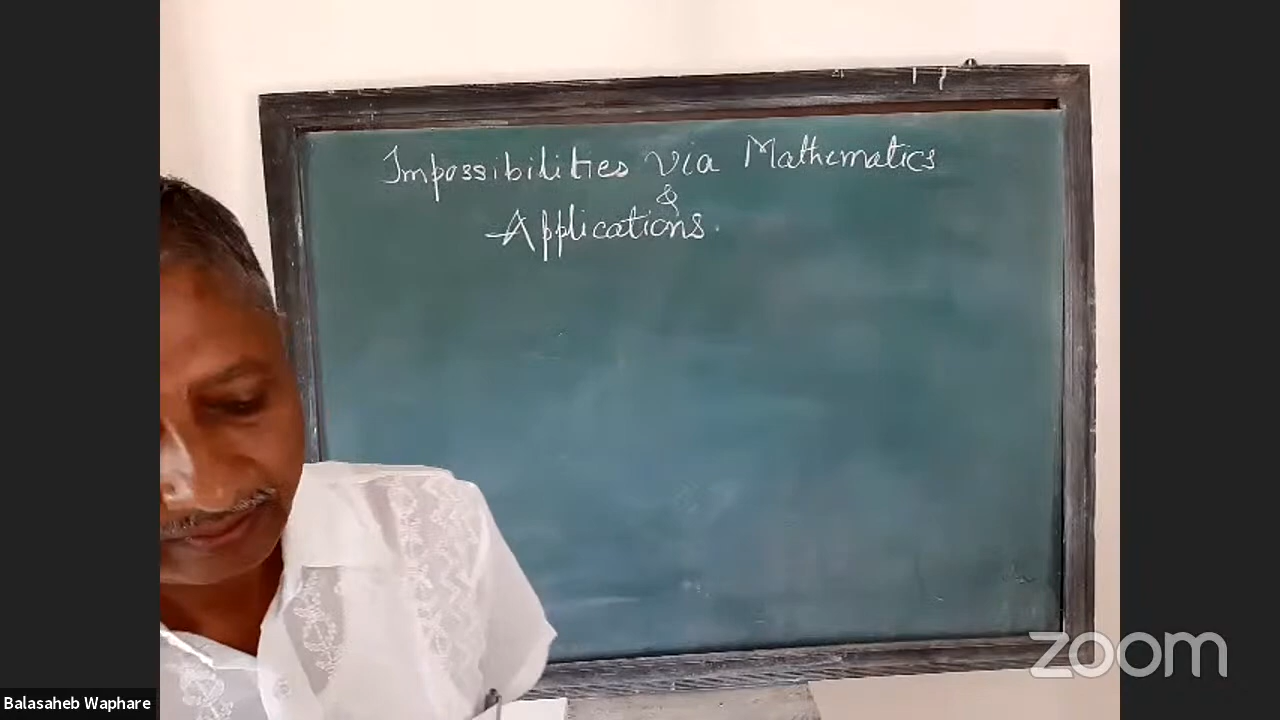 Impossibilities via Mathematics
&
Applications.
zoom
Balasaheb Waphare